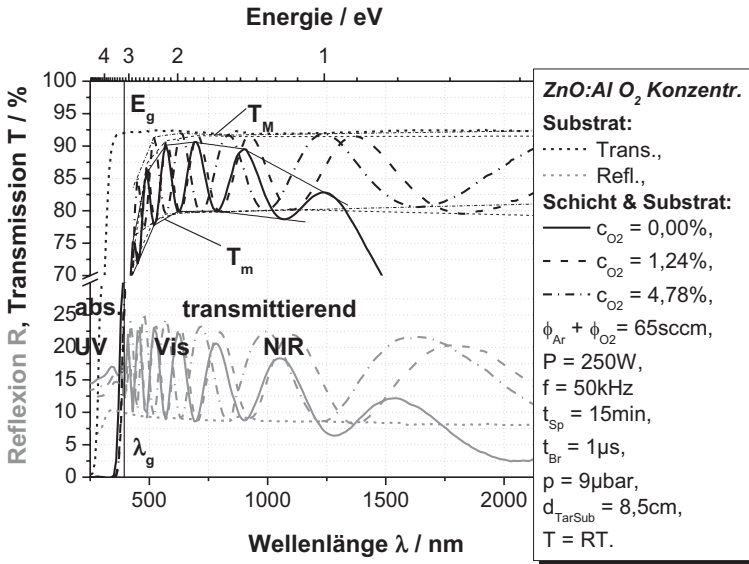 Energie / eV
4 3 2 1
Reflexion R, Transmission T / %
100
95
90
85
80
75
70
25
20
15
10
5
0
E_g
T_M
T_m
abs.
transmittierend
UV
Vis
NIR
λ_g
500 1000 1500 2000
Wellenlänge λ / nm
ZnO:Al O_2 Konzentr.
Substrat:
Trans.,
Refl.,
Schicht & Substrat:
c_O2 = 0,00%,
c_O2 = 1,24%,
c_O2 = 4,78%,
ϕ_Ar + ϕ_O2 = 65sccm,
P = 250W,
f = 50kHz
t_Sp = 15min,
t_Br = 1µs,
p = 9µbar,
d_TarSub = 8,5cm,
T = RT.